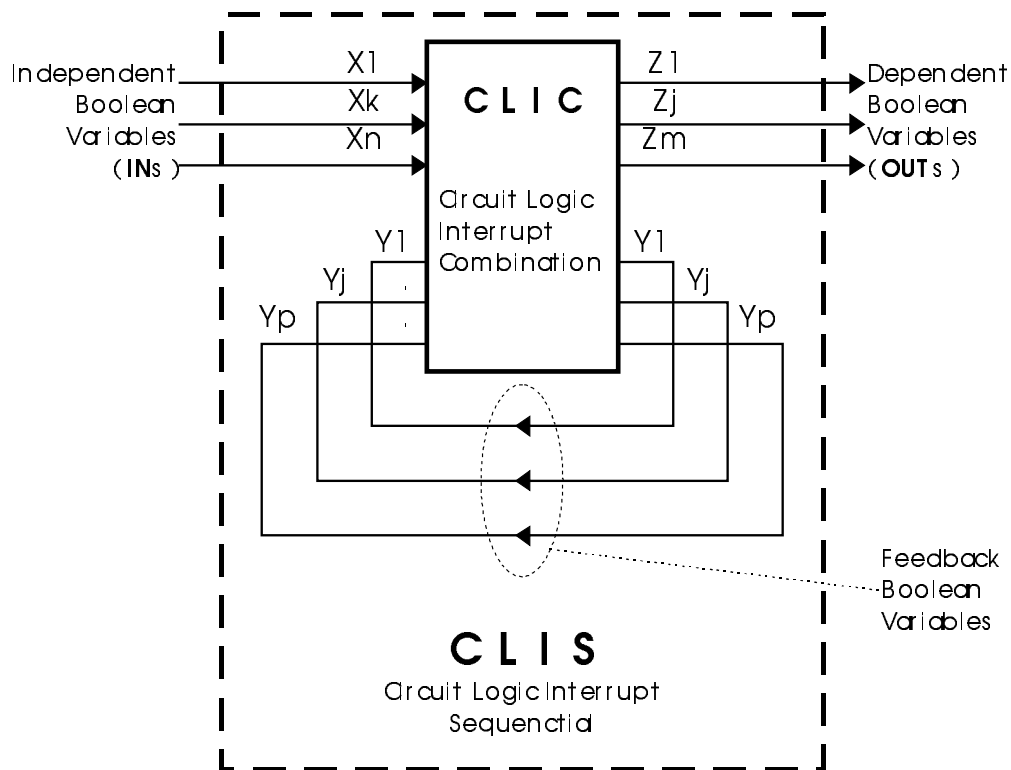 Independent
Boolean
Variables
(INs)
X1
Xk
Xn
CLIC
Circuit Logic
Interrupt
Combination
Z1
Zj
Zm
Dependent
Boolean
Variables
(OUTs)
Y1
Yj
Yp
Y1
Yj
Yp
Feedback
Boolean
Variables
CLIS
Circuit Logic Interrupt
Sequenctial